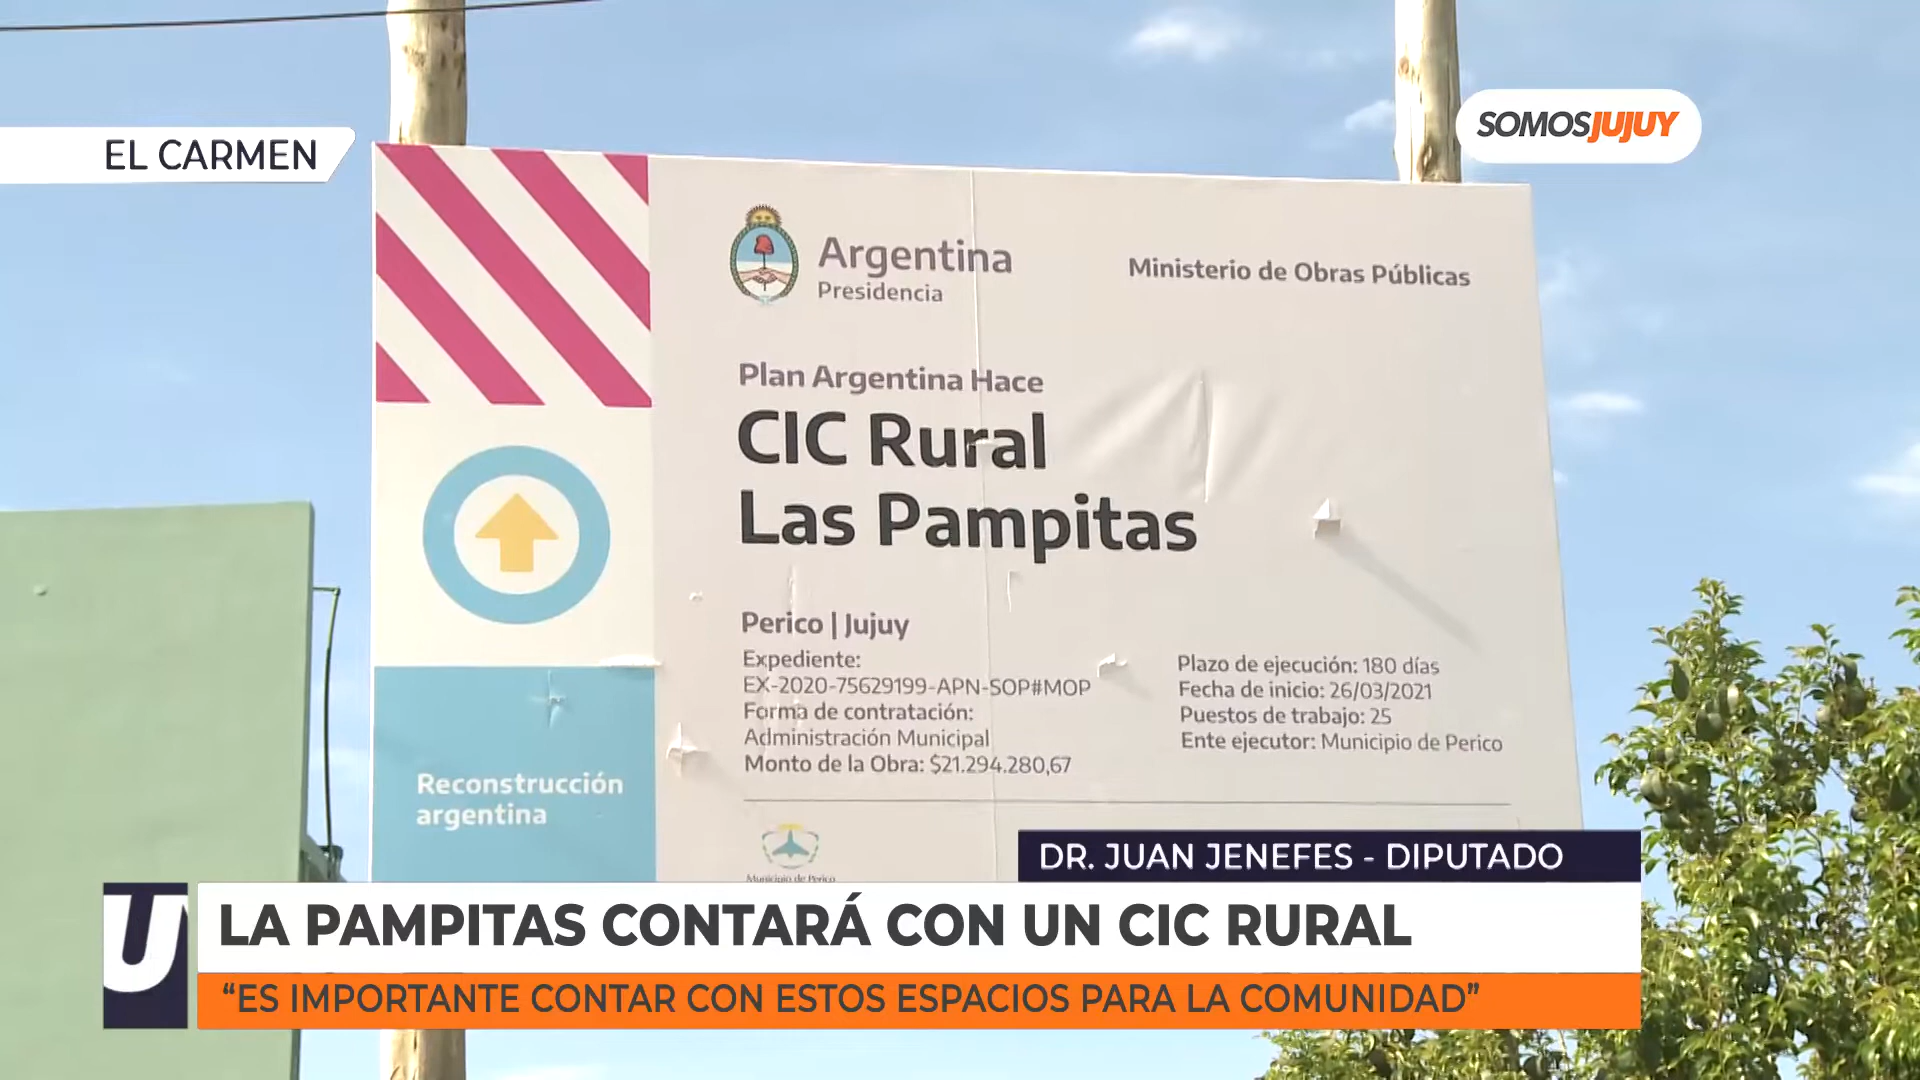 EL CARMEN
SOMOSJUJUY
Argentina
Presidencia
Ministerio de Obras Públicas
Plan Argentina Hace
CIC Rural
Las Pampitas
Perico | Jujuy
Expediente:
EX-2020-75629199-APN-SOP#MOP
Forma de contratación:
Administración Municipal
Monto de la Obra: $21.294.280,67
Plazo de ejecución: 180 días
Fecha de inicio: 26/03/2021
Puestos de trabajo: 25
Ente ejecutor: Municipio de Perico
Reconstrucción
argentina
Municipio de Perico
DR. JUAN JENEFES - DIPUTADO
U
LA PAMPITAS CONTARÁ CON UN CIC RURAL
“ES IMPORTANTE CONTAR CON ESTOS ESPACIOS PARA LA COMUNIDAD”